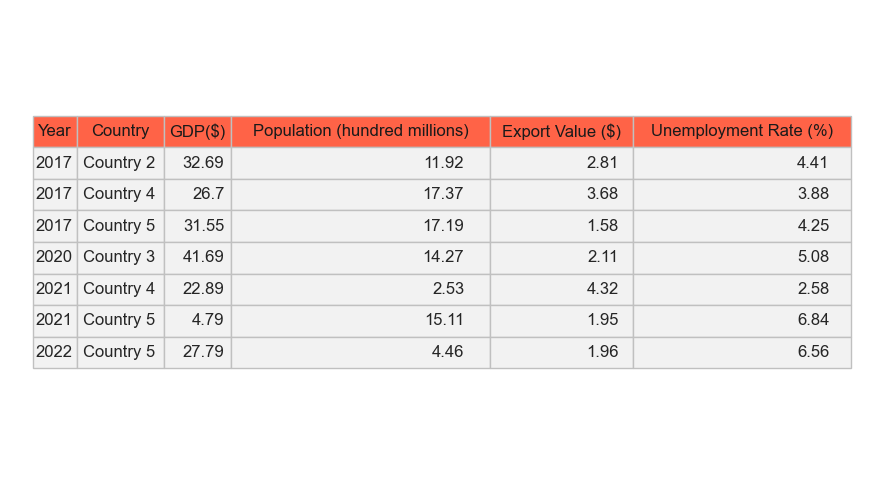 Year Country GDP($) Population (hundred millions) Export Value ($) Unemployment Rate (%)
2017 Country 2 32.69 11.92 2.81 4.41
2017 Country 4 26.7 17.37 3.68 3.88
2017 Country 5 31.55 17.19 1.58 4.25
2020 Country 3 41.69 14.27 2.11 5.08
2021 Country 4 22.89 2.53 4.32 2.58
2021 Country 5 4.79 15.11 1.95 6.84
2022 Country 5 27.79 4.46 1.96 6.56